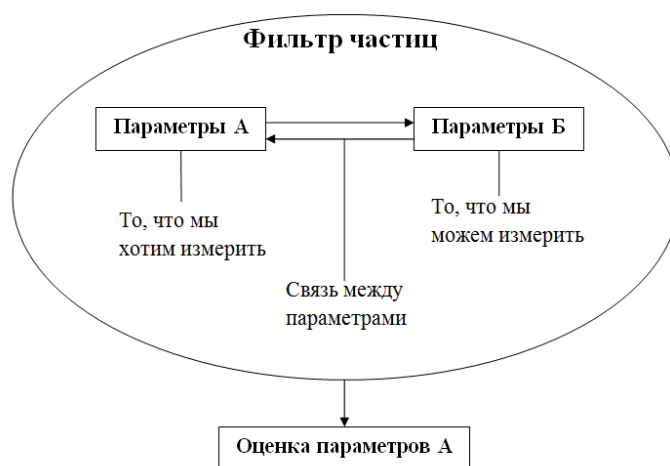 Фильтр частиц
Параметры А
Параметры Б
То, что мы
хотим измерить
То, что мы
можем измерить
Связь между
параметрами
Оценка параметров А